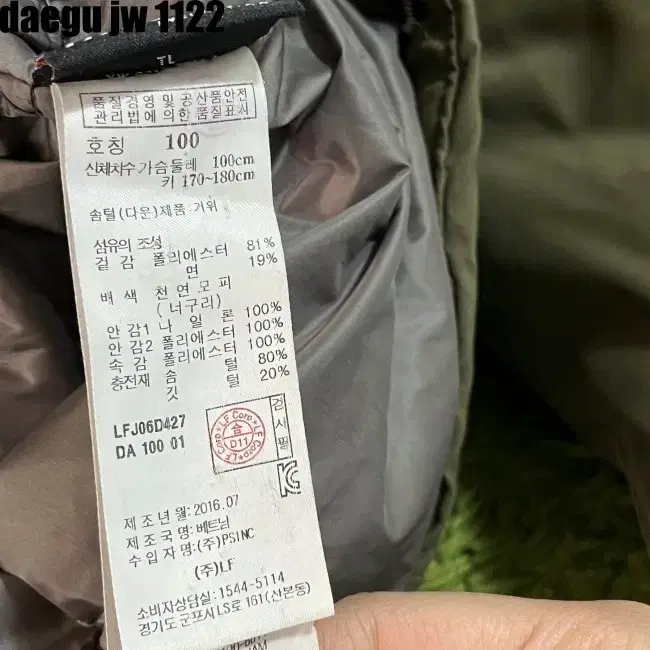 daegu jw 1122
TL
품질경영 및 공산품안전
관리법에 의한 품질표시
호칭 100
신체치수 가슴둘레 100cm
키 170~180cm
솜털(다운)제품:거위
섬유의 조성
겉감 폴리에스터 81%
면 19%
배색 천연모피
(너구리)
안감1 나일론 100%
안감2 폴리에스터 100%
속감 폴리에스터 100%
충전재 솜털 80%
깃털 20%
LFJ06D427
DA 100 01
검시필
LF Corp
合
D11
제조년월:2016.07
제조국명:베트남
수입자명:(주)PSINC
(주)LF
소비자상담실:1544-5114
경기도 군포시 LS로 161(산본동)